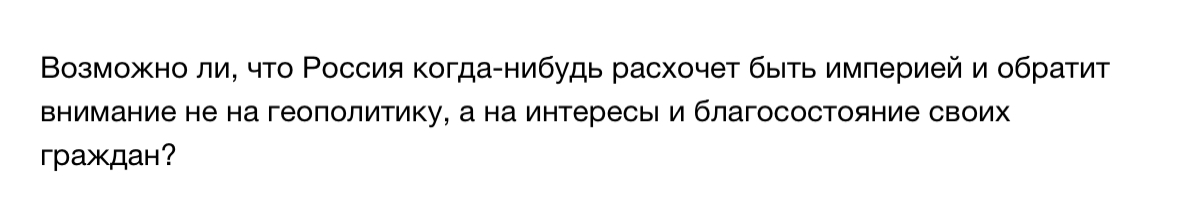 Возможно ли, что Россия когда-нибудь расхочет быть империей и обратит
внимание не на геополитику, а на интересы и благосостояние своих
граждан?